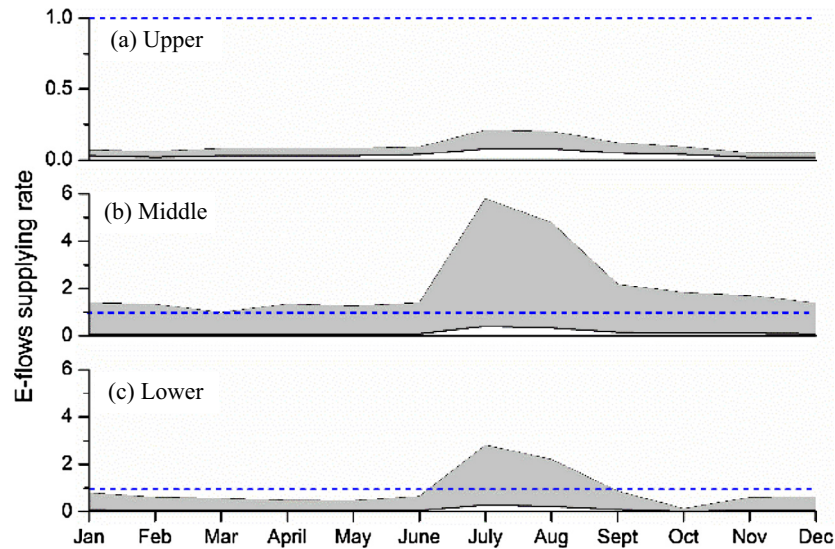 E-flows supplying rate
1.0
(a) Upper
0.5
0.0
6
(b) Middle
4
2
0
6
(c) Lower
4
2
0
Jan Feb Mar April May June July Aug Sept Oct Nov Dec